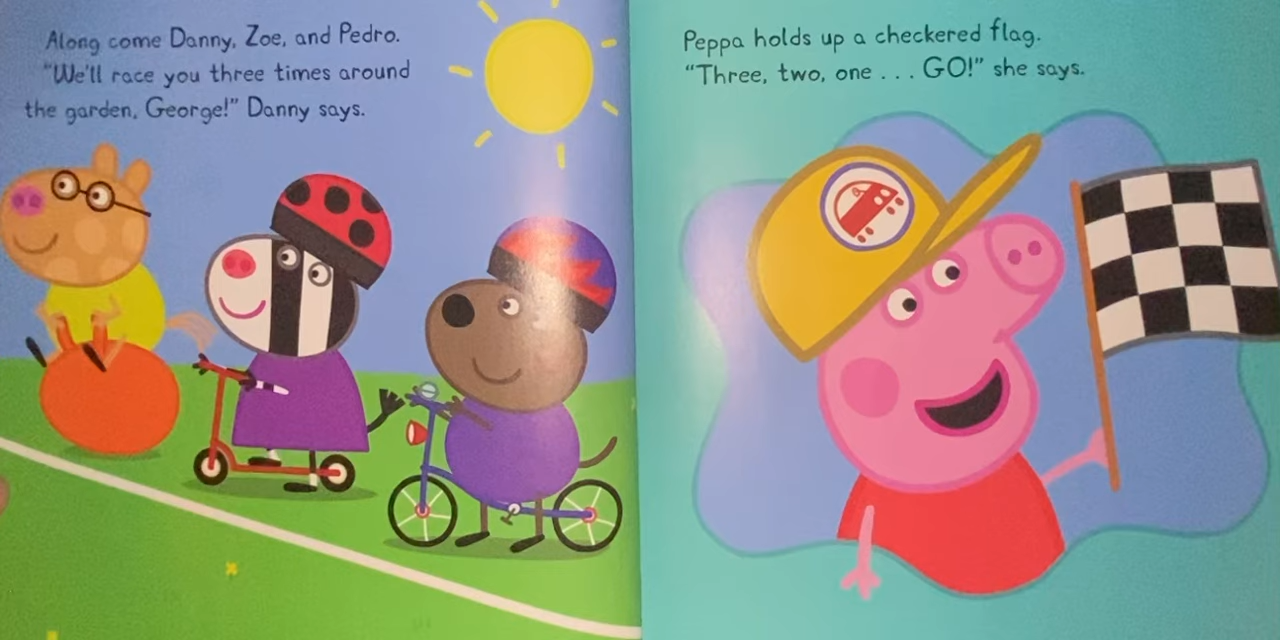 Along come Danny, Zoe, and Pedro.
"We'll race you three times around
the garden, George!" Danny says.
Peppa holds up a checkered flag.
"Three, two, one . . . GO!" she says.